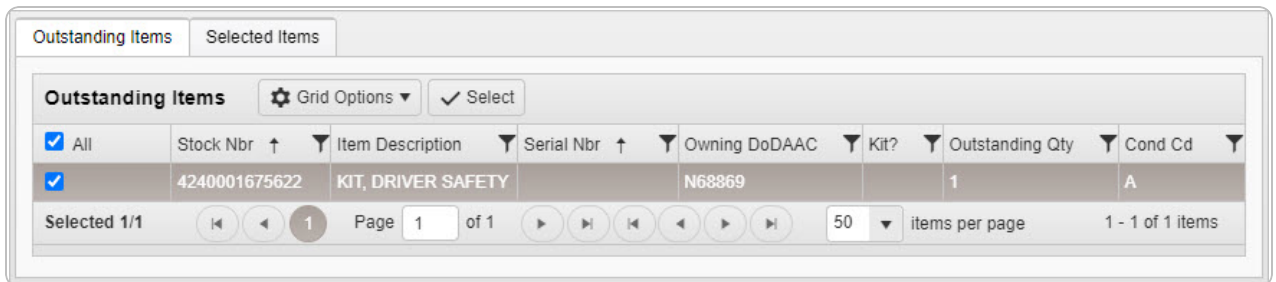 Outstanding Items Selected Items
Outstanding Items Grid Options Select
All Stock Nbr Item Description Serial Nbr Owning DoDAAC Kit? Outstanding Qty Cond Cd
4240001675622 KIT, DRIVER SAFETY N68869 1 A
Selected 1/1 1 Page 1 of 1 50 items per page 1 - 1 of 1 items